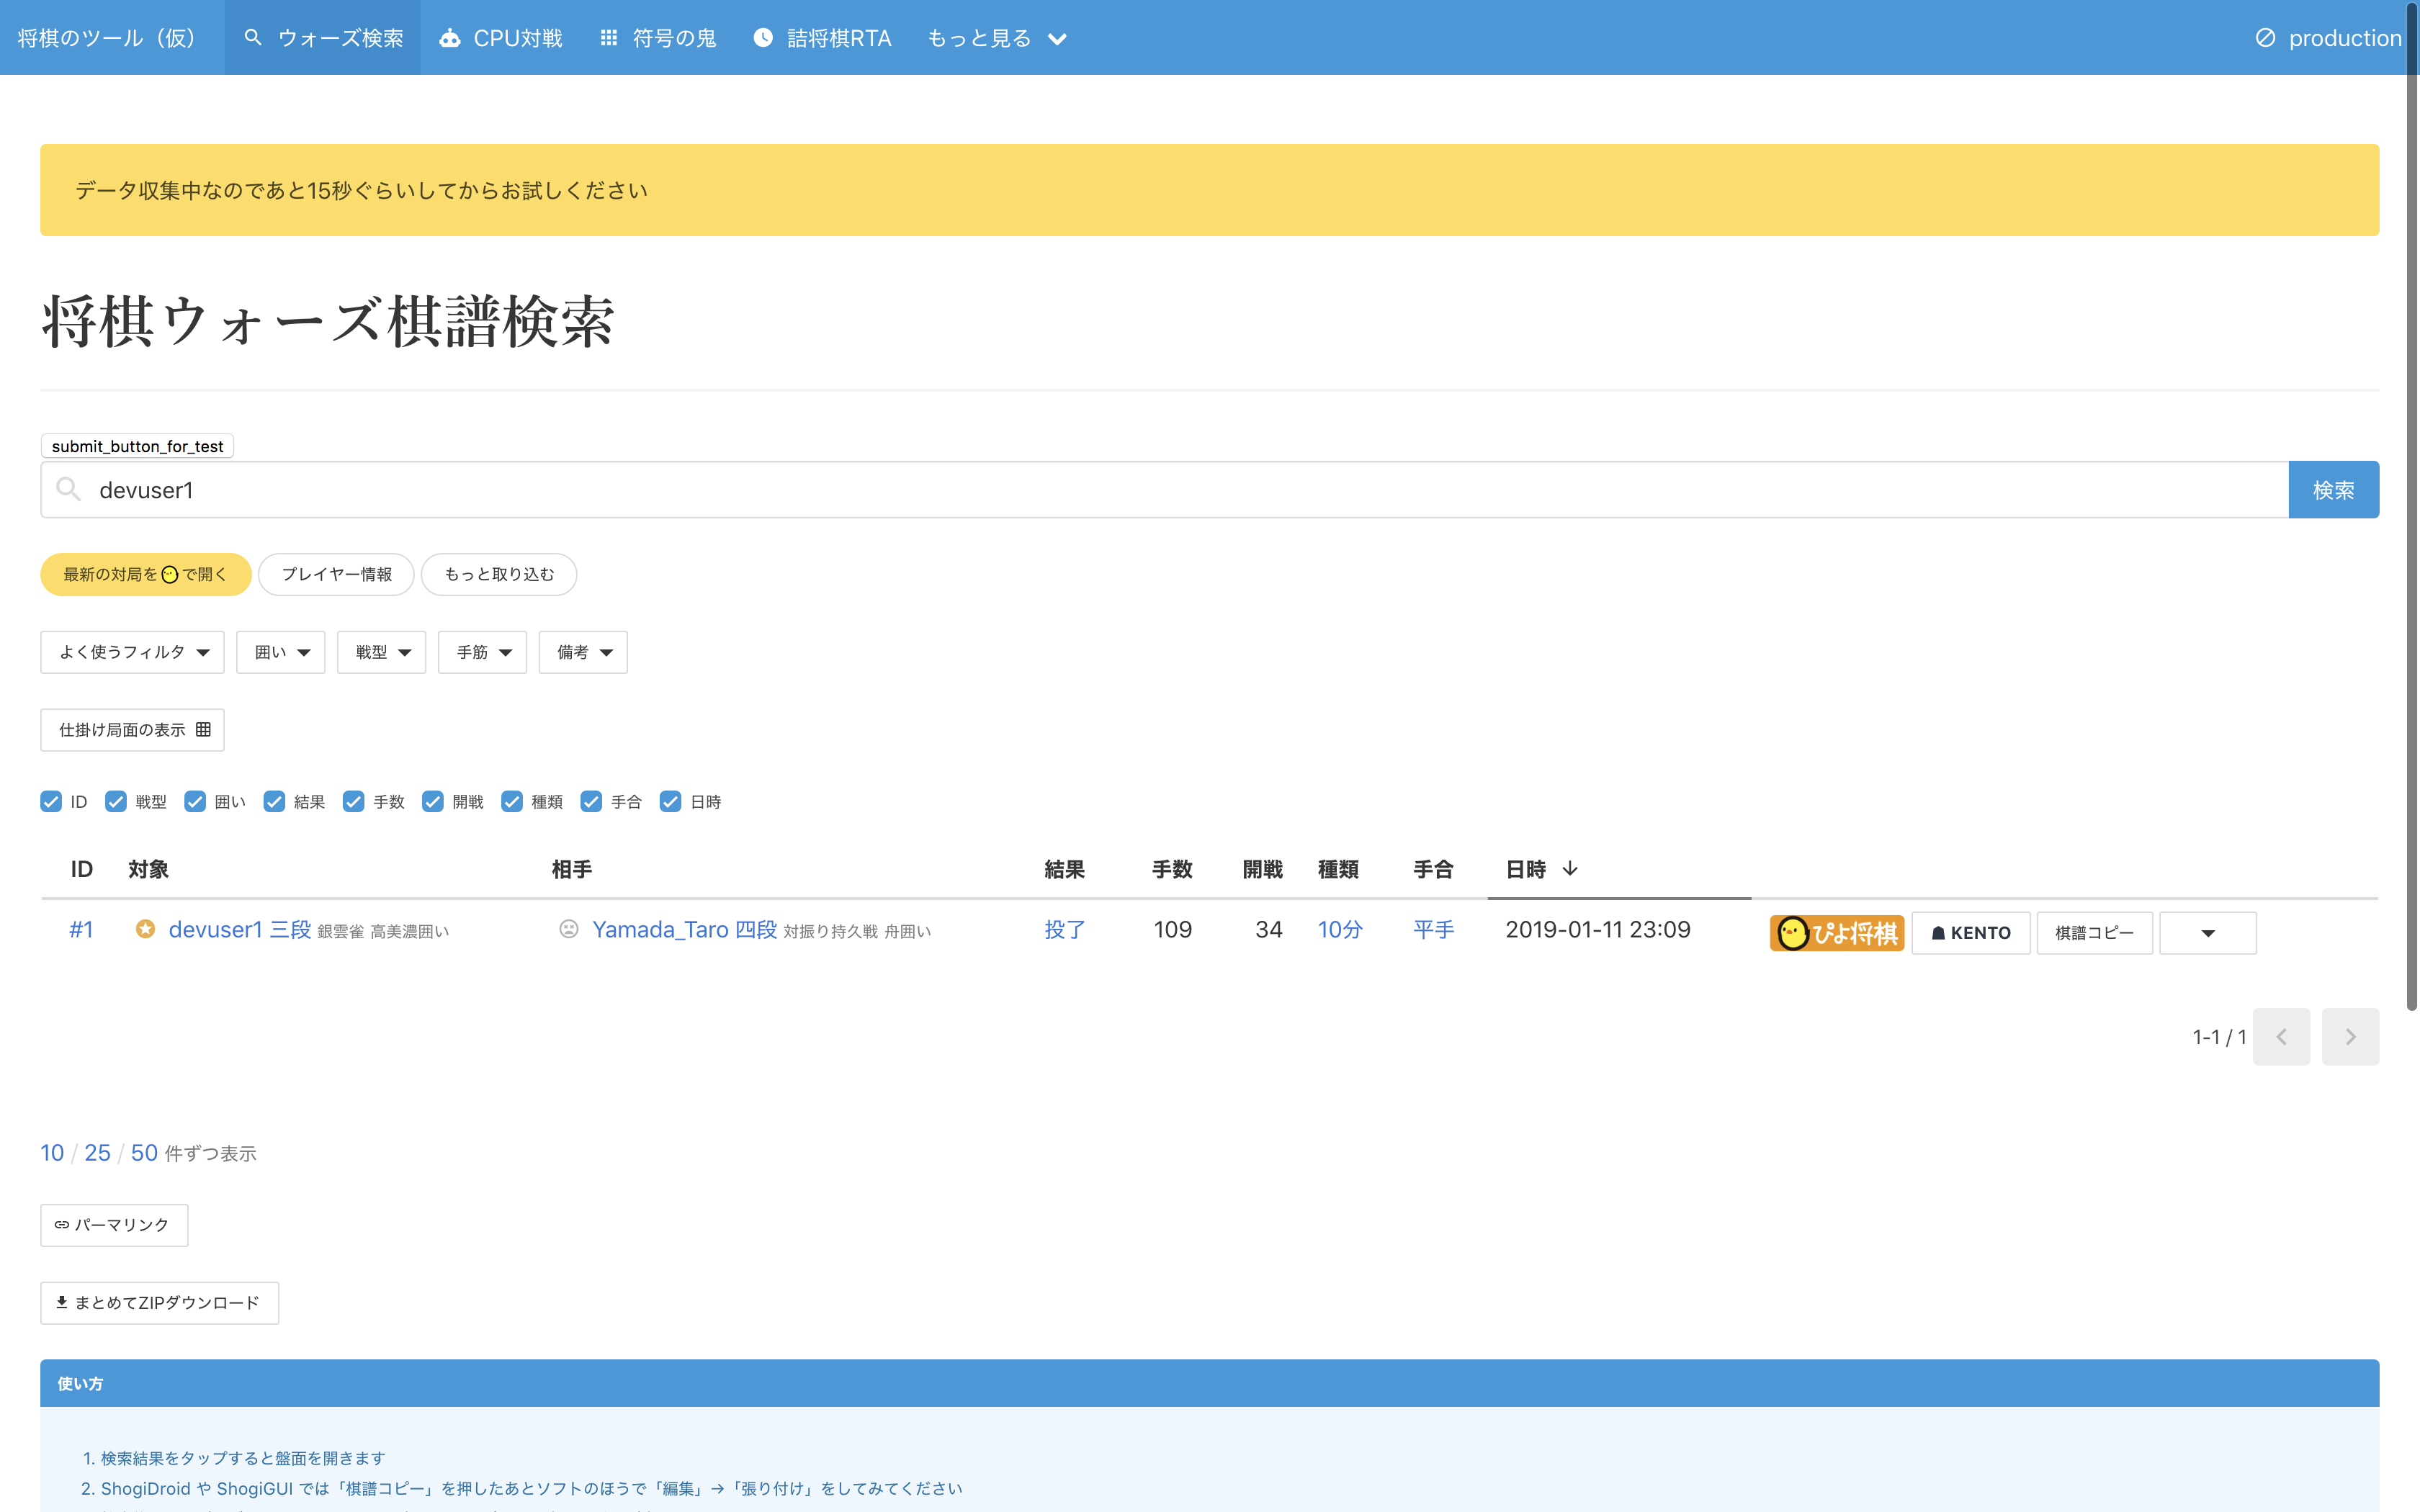 将棋のツール（仮） ウォーズ検索 CPU対戦 符号の鬼 詰将棋RTA もっと見る production
データ収集中なのであと15秒ぐらいしてからお試しください
将棋ウォーズ棋譜検索
submit_button_for_test
devuser1 検索
最新の対局を で開く プレイヤー情報 もっと取り込む
よく使うフィルタ 囲い 戦型 手筋 備考
仕掛け局面の表示
ID 戦型 囲い 結果 手数 開戦 種類 手合 日時
ID 対象 相手 結果 手数 開戦 種類 手合 日時 ↓
#1 devuser1 三段 銀雲雀 高美濃囲い Yamada_Taro 四段 対振り持久戦 舟囲い 投了 109 34 10分 平手 2019-01-11 23:09 ぴよ将棋 KENTO 棋譜コピー
1-1 / 1
10 / 25 / 50 件ずつ表示
パーマリンク
まとめてZIPダウンロード
使い方
1. 検索結果をタップすると盤面を開きます
2. ShogiDroid や ShogiGUI では「棋譜コピー」を押したあとソフトのほうで「編集」→「張り付け」をしてみてください